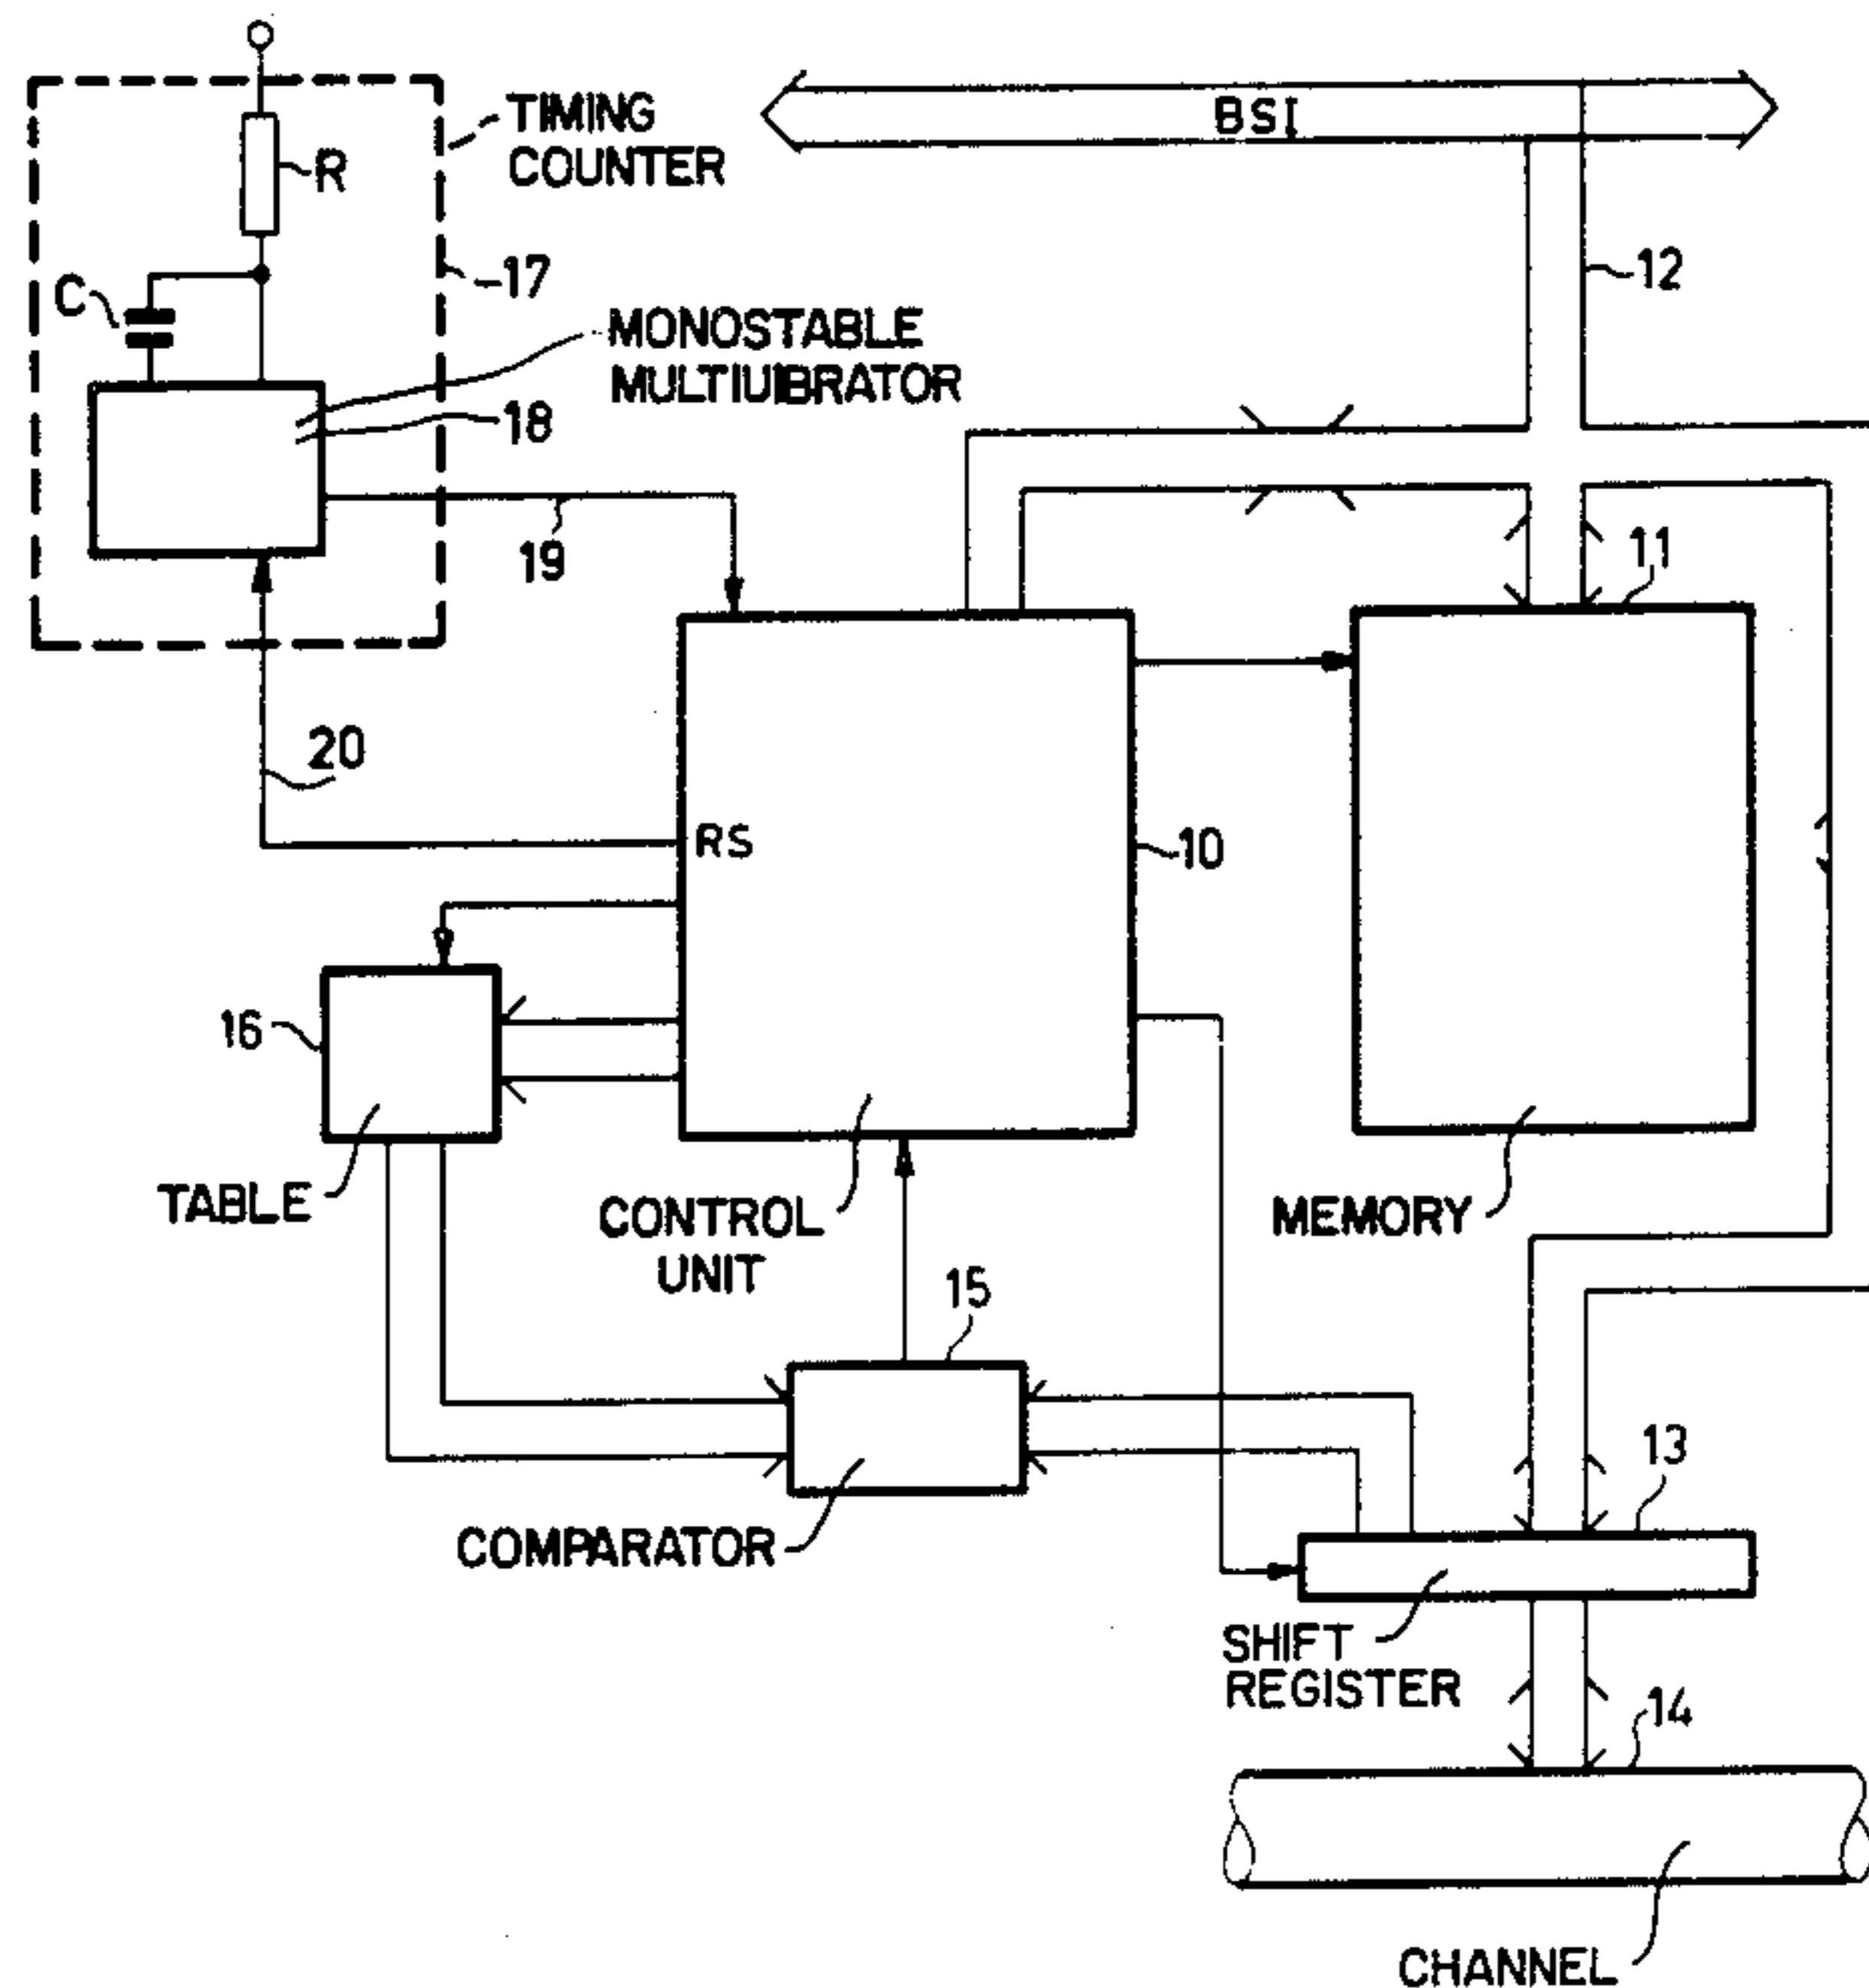 TIMING
COUNTER
BSI
R
12
17
C
MONOSTABLE
MULTIUIBRATOR
18
19
11
20
RS
10
16
TABLE
CONTROL
UNIT
MEMORY
15
13
COMPARATOR
SHIFT
REGISTER
14
CHANNEL